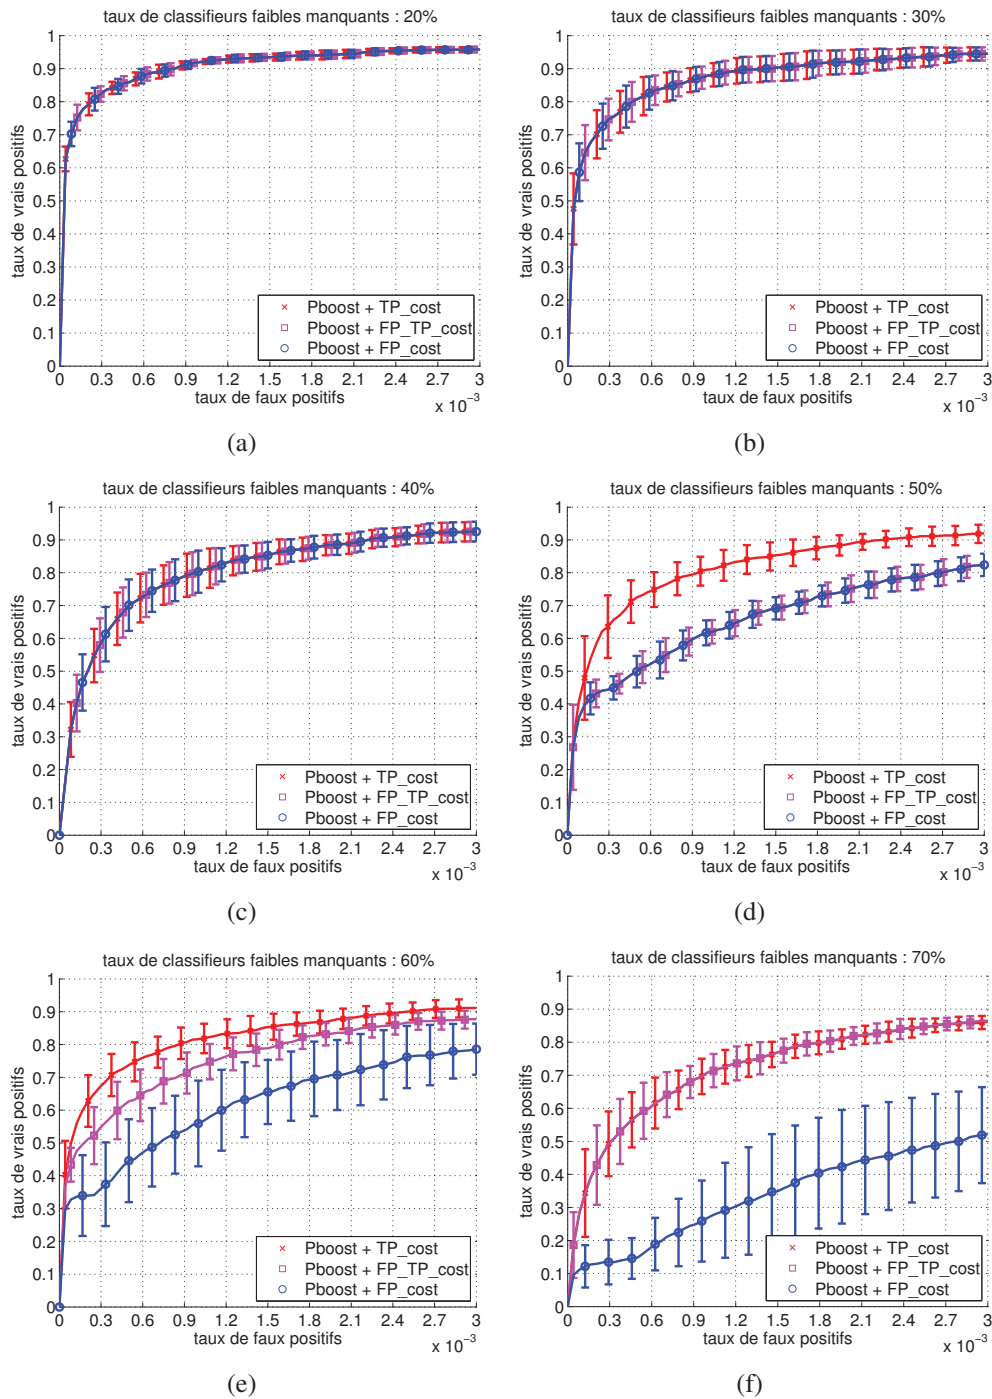 taux de classifieurs faibles manquants : 20%
1
0.9
0.8
0.7
0.6
0.5
0.4
0.3
0.2
0.1
0
taux de vrais positifs
Pboost + TP_cost
Pboost + FP_TP_cost
Pboost + FP_cost
0 0.3 0.6 0.9 1.2 1.5 1.8 2.1 2.4 2.7 3
taux de faux positifs
x 10⁻³
(a)
taux de classifieurs faibles manquants : 30%
1
0.9
0.8
0.7
0.6
0.5
0.4
0.3
0.2
0.1
0
taux de vrais positifs
Pboost + TP_cost
Pboost + FP_TP_cost
Pboost + FP_cost
0 0.3 0.6 0.9 1.2 1.5 1.8 2.1 2.4 2.7 3
taux de faux positifs
x 10⁻³
(b)
taux de classifieurs faibles manquants : 40%
1
0.9
0.8
0.7
0.6
0.5
0.4
0.3
0.2
0.1
0
taux de vrais positifs
Pboost + TP_cost
Pboost + FP_TP_cost
Pboost + FP_cost
0 0.3 0.6 0.9 1.2 1.5 1.8 2.1 2.4 2.7 3
taux de faux positifs
x 10⁻³
(c)
taux de classifieurs faibles manquants : 50%
1
0.9
0.8
0.7
0.6
0.5
0.4
0.3
0.2
0.1
0
taux de vrais positifs
Pboost + TP_cost
Pboost + FP_TP_cost
Pboost + FP_cost
0 0.3 0.6 0.9 1.2 1.5 1.8 2.1 2.4 2.7 3
taux de faux positifs
x 10⁻³
(d)
taux de classifieurs faibles manquants : 60%
1
0.9
0.8
0.7
0.6
0.5
0.4
0.3
0.2
0.1
0
taux de vrais positifs
Pboost + TP_cost
Pboost + FP_TP_cost
Pboost + FP_cost
0 0.3 0.6 0.9 1.2 1.5 1.8 2.1 2.4 2.7 3
taux de faux positifs
x 10⁻³
(e)
taux de classifieurs faibles manquants : 70%
1
0.9
0.8
0.7
0.6
0.5
0.4
0.3
0.2
0.1
0
taux de vrais positifs
Pboost + TP_cost
Pboost + FP_TP_cost
Pboost + FP_cost
0 0.3 0.6 0.9 1.2 1.5 1.8 2.1 2.4 2.7 3
taux de faux positifs
x 10⁻³
(f)